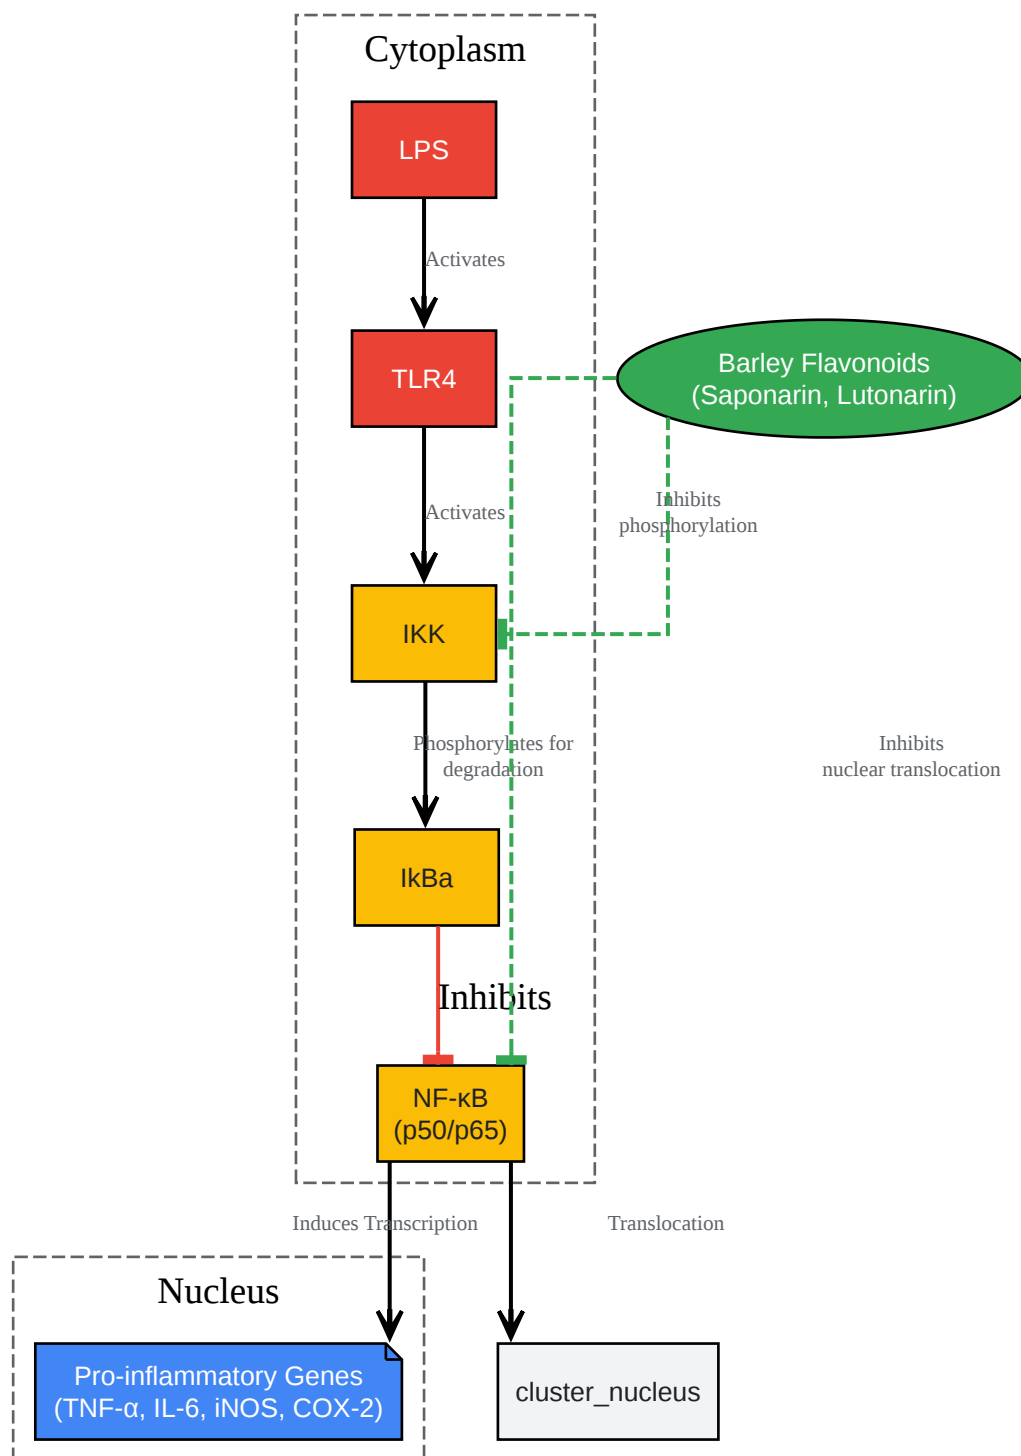 Cytoplasm
LPS
Activates
TLR4
Barley Flavonoids
(Saponarin, Lutonarin)
Activates
Inhibits
phosphorylation
IKK
Phosphorylates for
degradation
Inhibits
nuclear translocation
IkBa
Inhibits
NF-κB
(p50/p65)
Induces Transcription
Translocation
Nucleus
Pro-inflammatory Genes
(TNF-α, IL-6, iNOS, COX-2)
cluster_nucleus